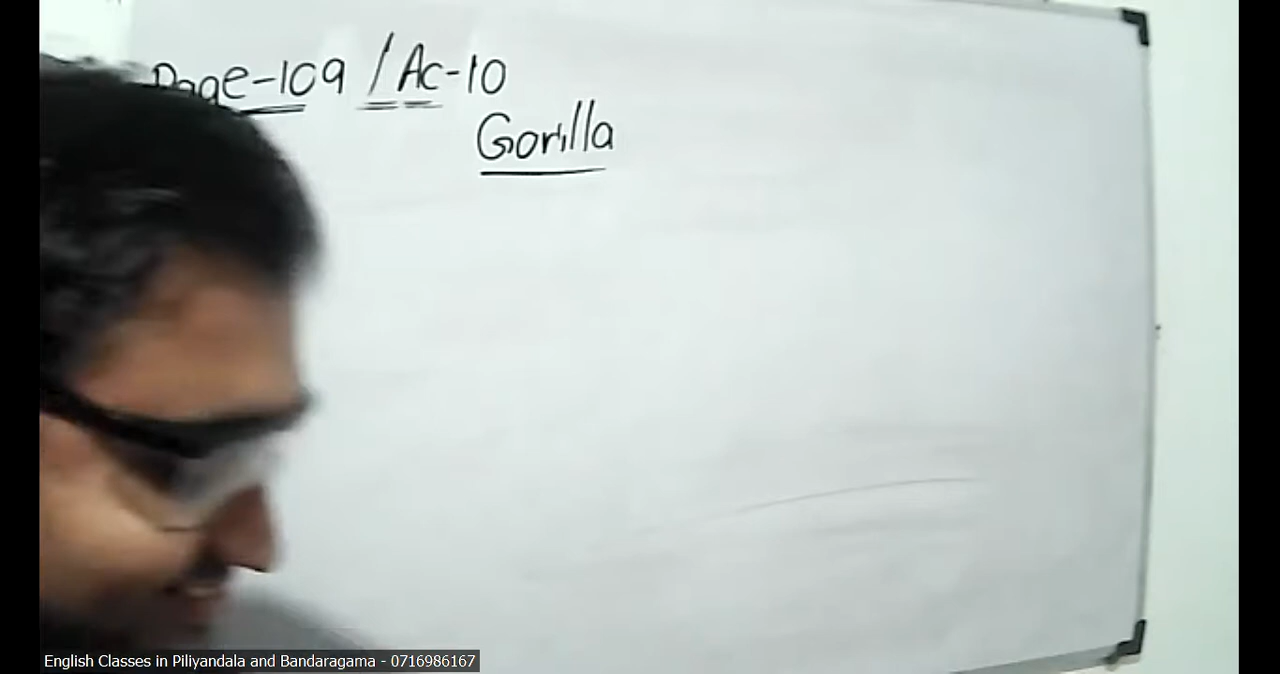 Page-109 / Ac-10
Gorilla
English Classes in Piliyandala and Bandaragama - 0716986167